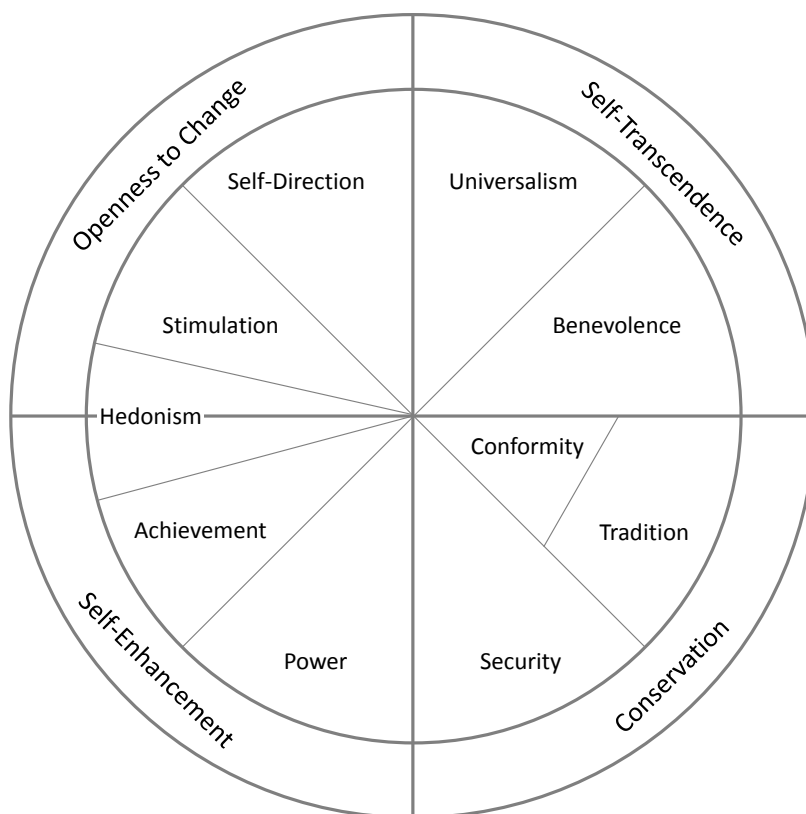 Openness to Change
Self-Transcendence
Self-Direction
Universalism
Stimulation
Benevolence
Hedonism
Conformity
Achievement
Tradition
Self-Enhancement
Power
Security
Conservation